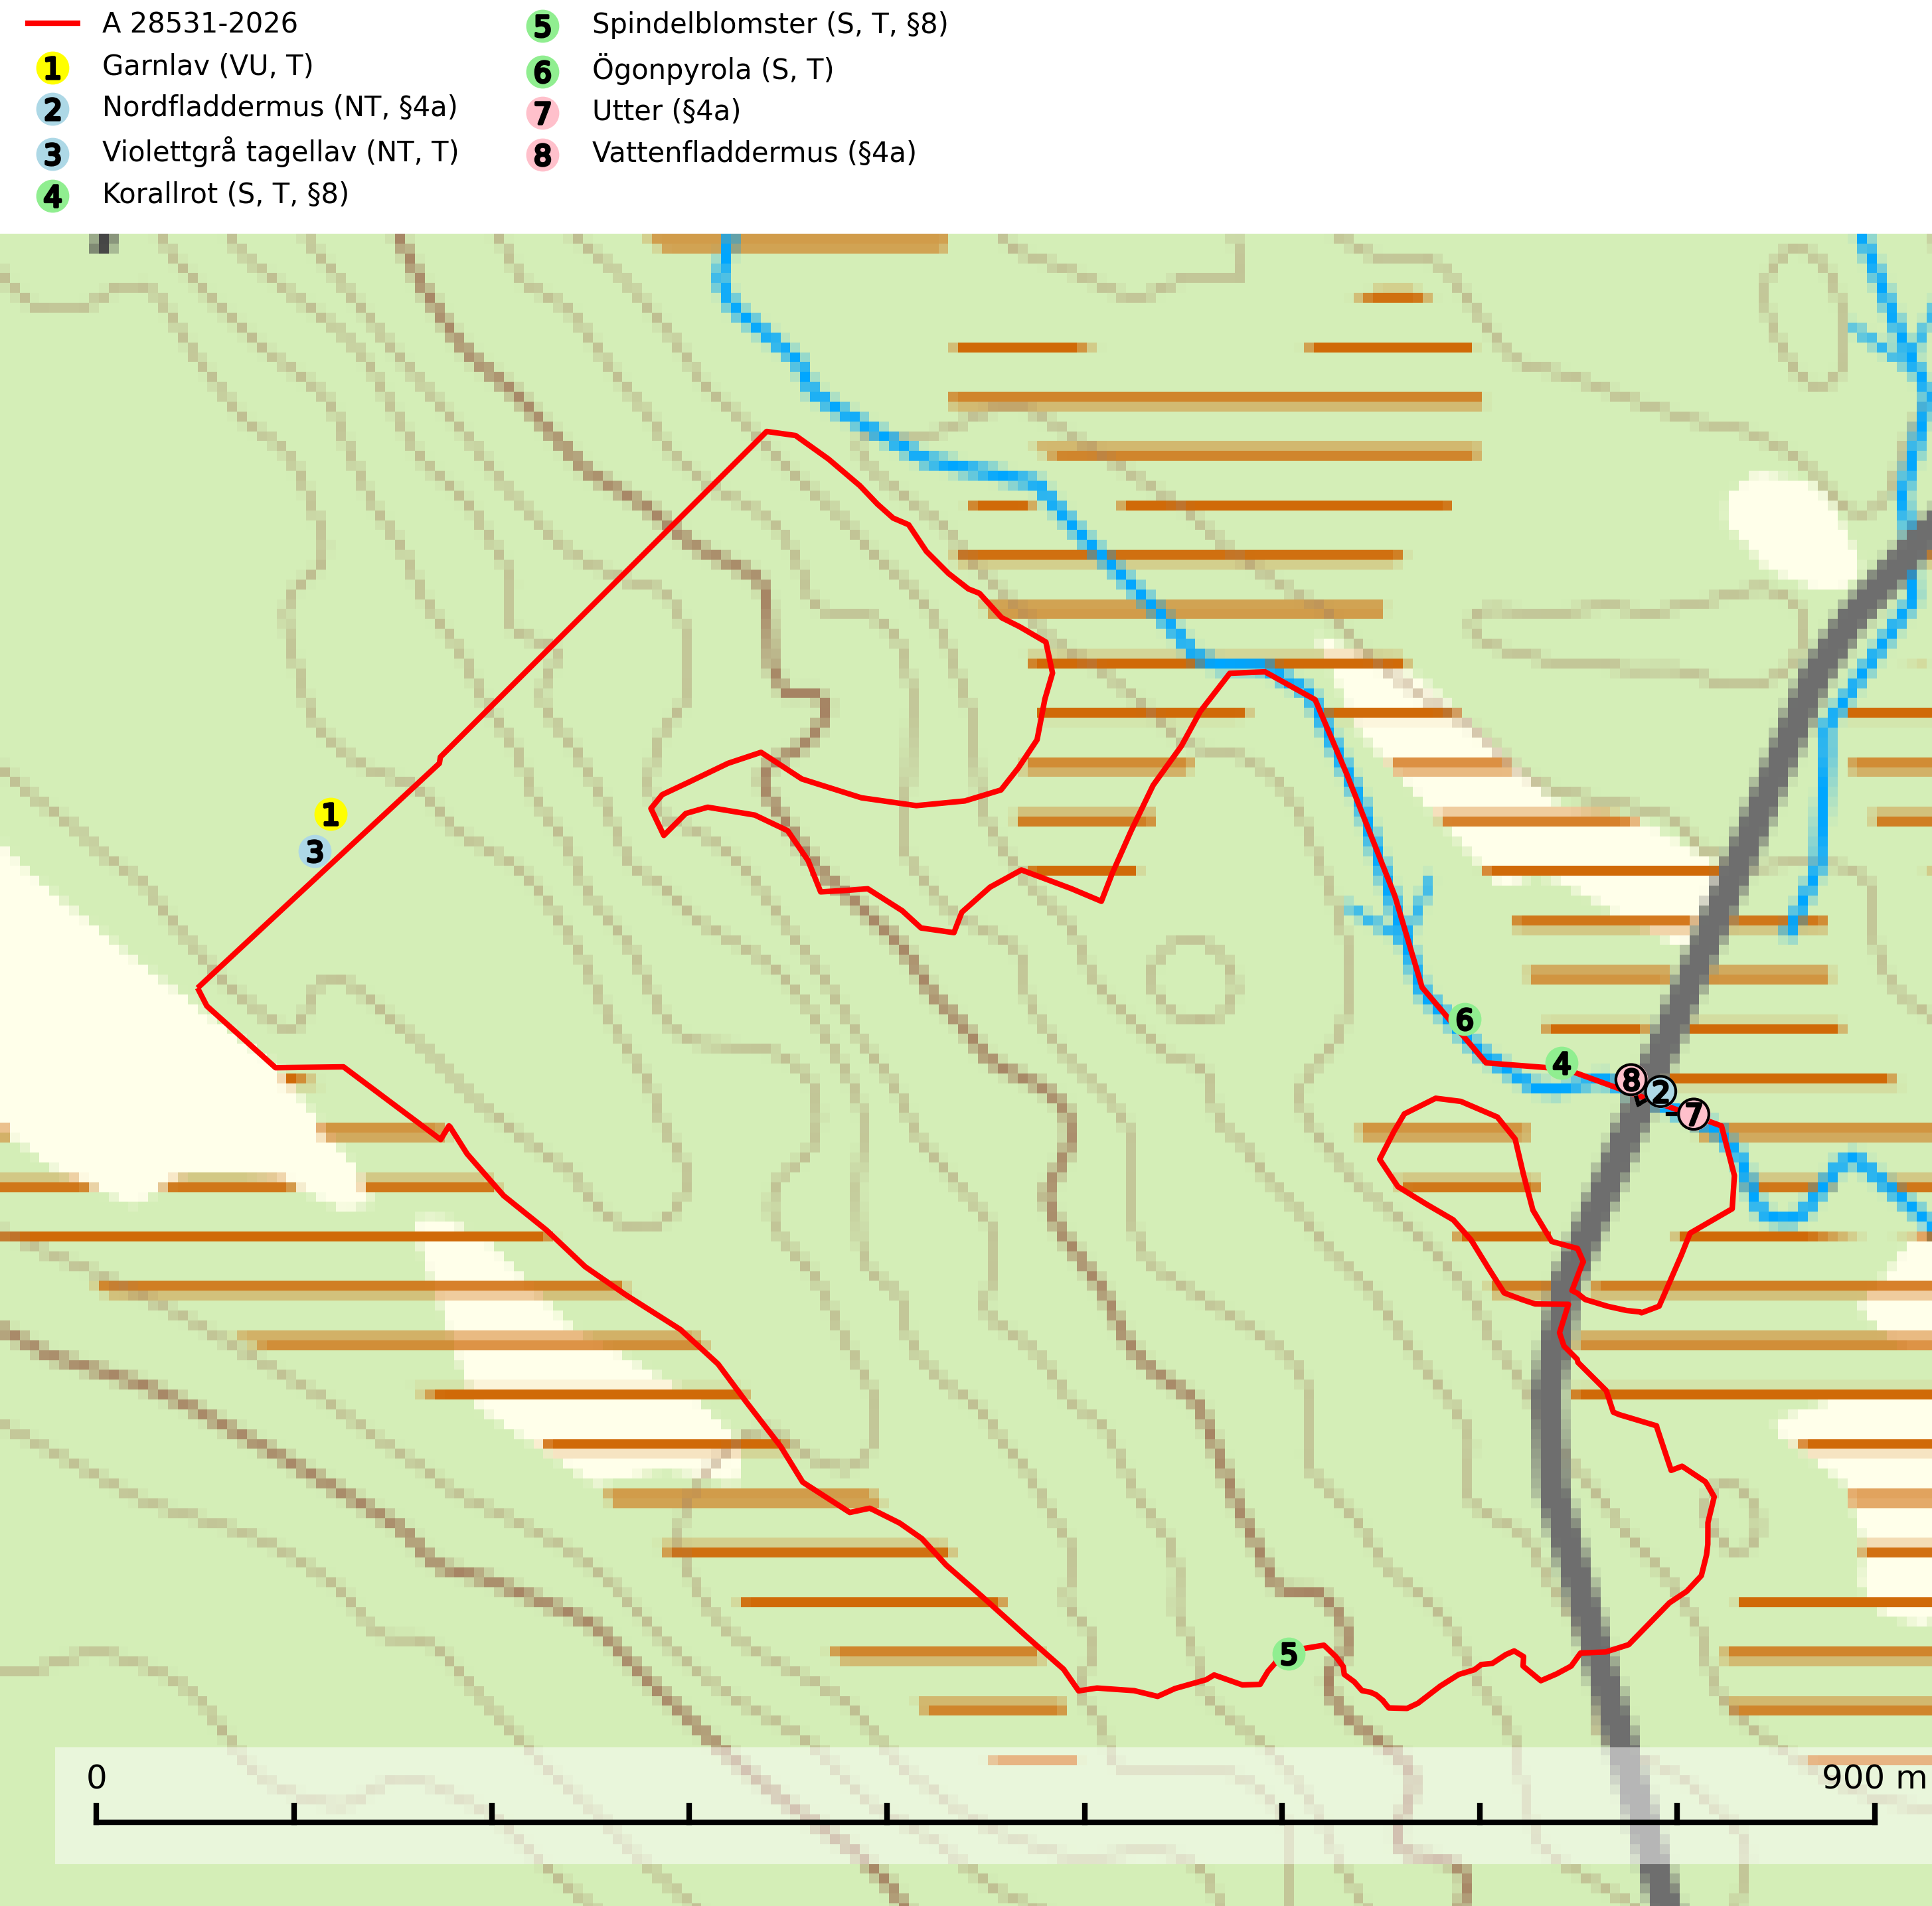 A 28531-2026
1 Garnlav (VU, T)
2 Nordfladdermus (NT, §4a)
3 Violettgrå tagellav (NT, T)
4 Korallrot (S, T, §8)
5 Spindelblomster (S, T, §8)
6 Ögonpyrola (S, T)
7 Utter (§4a)
8 Vattenfladdermus (§4a)
1
3
6
4
8
2
7
5
0
900 m